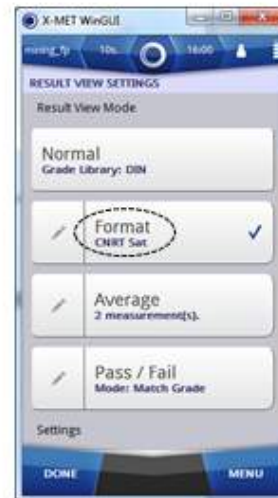 X-MET WinGUI
mining_fp 10s 16:00
RESULT VIEW SETTINGS
Result View Mode
Normal
Grade Library: DIN
Format
CNRT Sat
Average
2 measurement(s).
Pass / Fail
Mode: Match Grade
Settings
DONE MENU